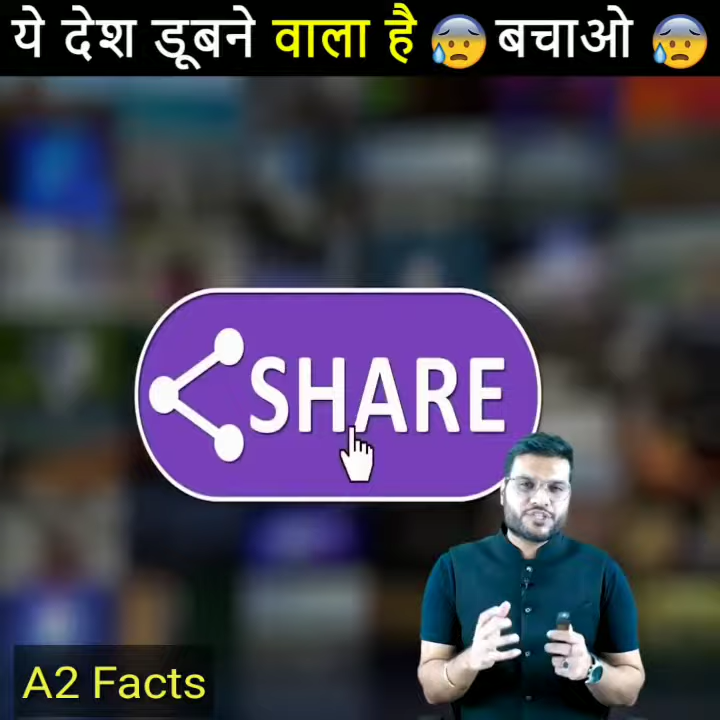 ये देश डूबने वाला है 😰 बचाओ 😰
SHARE
A2 Facts